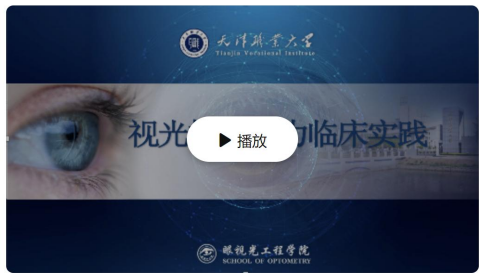 天津职业大学
Tianjin Vocational Institute
视光
播放
临床实践
眼视光工程学院
SCHOOL OF OPTOMETRY